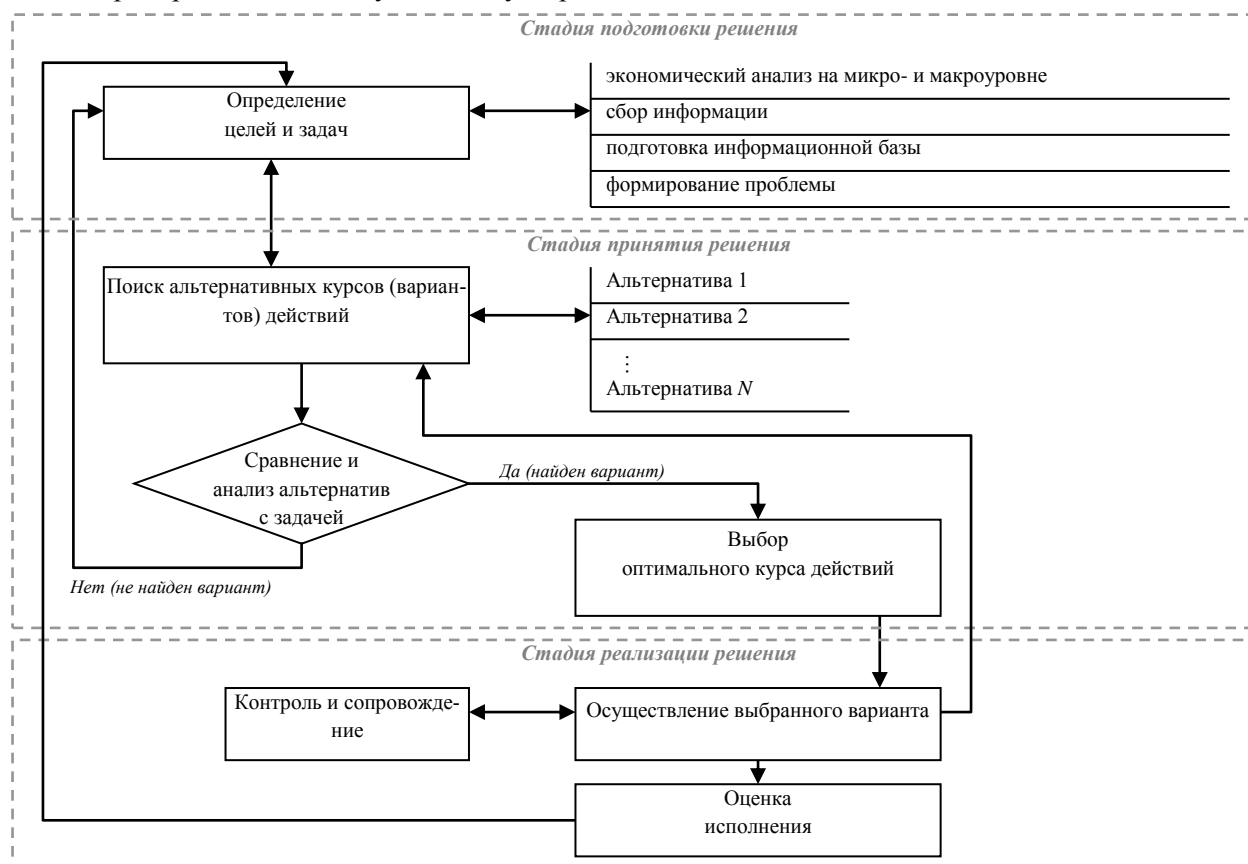 Стадия подготовки решения
Определение
целей и задач
экономический анализ на микро- и макроуровне
сбор информации
подготовка информационной базы
формирование проблемы
Стадия принятия решения
Поиск альтернативных курсов (вариан-
тов) действий
Альтернатива 1
Альтернатива 2
⋮
Альтернатива N
Сравнение и
анализ альтернатив
с задачей
Да (найден вариант)
Нет (не найден вариант)
Выбор
оптимального курса действий
Стадия реализации решения
Контроль и сопровожде-
ние
Осуществление выбранного варианта
Оценка
исполнения